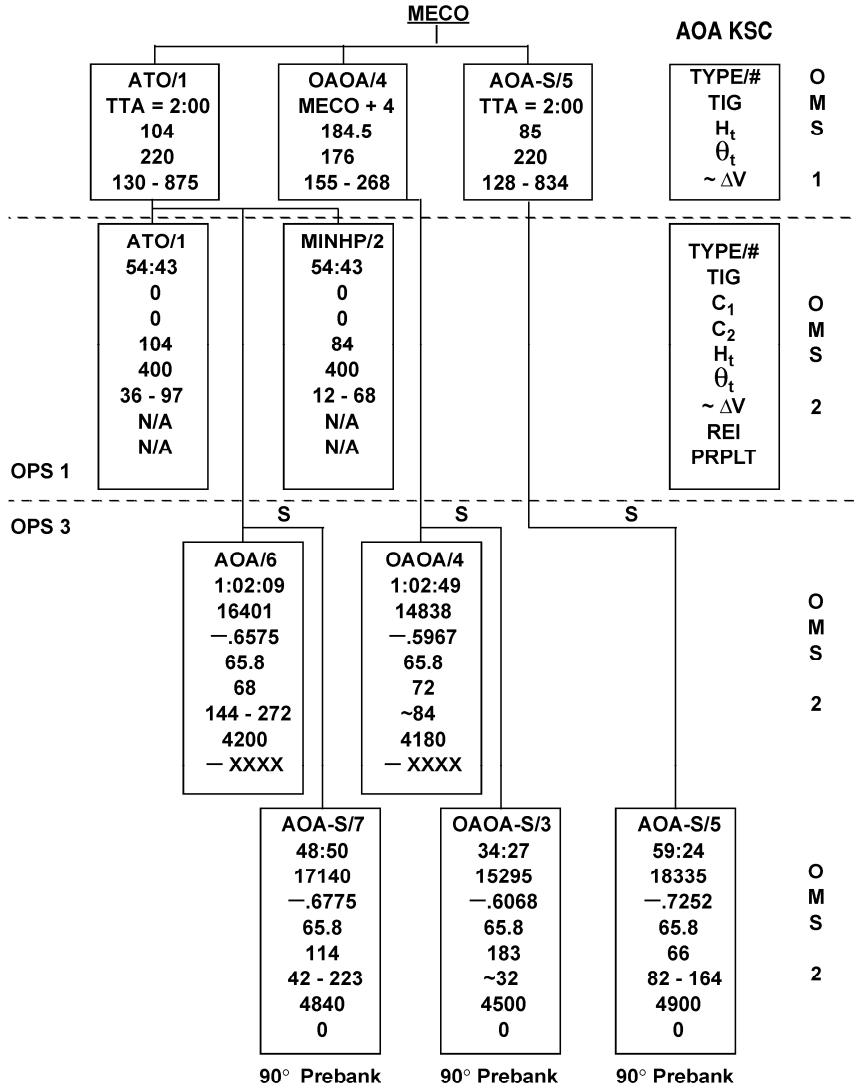 MECO
AOA KSC
ATO/1
TTA = 2:00
104
220
130 - 875
OAOA/4
MECO + 4
184.5
176
155 - 268
AOA-S/5
TTA = 2:00
85
220
128 - 834
TYPE/#
TIG
Ht
θt
~ ΔV
O
M
S
1
ATO/1
54:43
0
0
104
400
36 - 97
N/A
N/A
MINHP/2
54:43
0
0
84
400
12 - 68
N/A
N/A
TYPE/#
TIG
C1
C2
Ht
θt
~ ΔV
REI
PRPLT
O
M
S
2
OPS 1
OPS 3
S
S
S
AOA/6
1:02:09
16401
—.6575
65.8
68
144 - 272
4200
— XXXX
OAOA/4
1:02:49
14838
—.5967
65.8
72
~84
4180
— XXXX
O
M
S
2
AOA-S/7
48:50
17140
—.6775
65.8
114
42 - 223
4840
0
90° Prebank
OAOA-S/3
34:27
15295
—.6068
65.8
183
~32
4500
0
90° Prebank
AOA-S/5
59:24
18335
—.7252
65.8
66
82 - 164
4900
0
90° Prebank
O
M
S
2